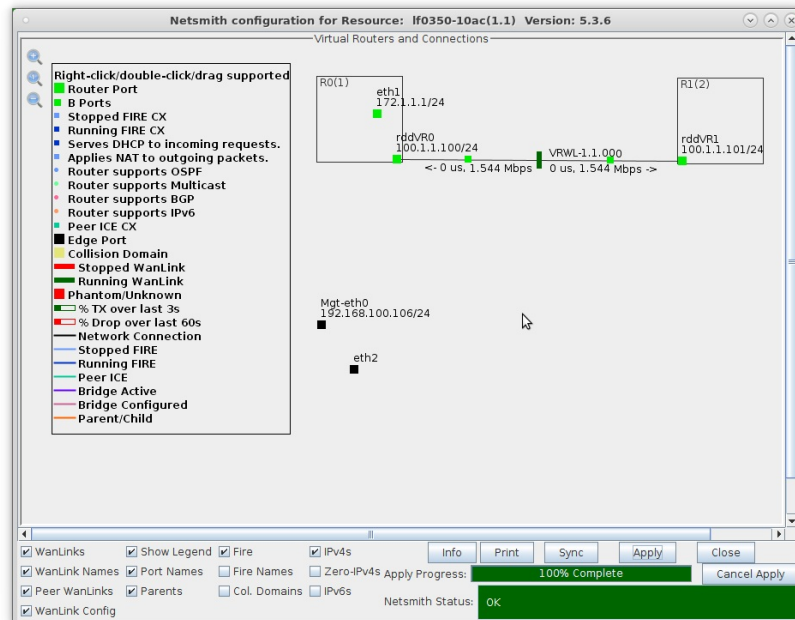 Netsmith configuration for Resource: lf0350-10ac(1.1) Version: 5.3.6
Virtual Routers and Connections
Right-click/double-click/drag supported
Router Port
B Ports
Stopped FIRE CX
Running FIRE CX
Serves DHCP to incoming requests.
Applies NAT to outgoing packets.
Router supports OSPF
Router supports Multicast
Router supports BGP
Router supports IPv6
Peer ICE CX
Edge Port
Collision Domain
Stopped WanLink
Running WanLink
Phantom/Unknown
% TX over last 3s
% Drop over last 60s
Network Connection
Stopped FIRE
Running FIRE
Peer ICE
Bridge Active
Bridge Configured
Parent/Child
R0(1)
eth1
172.1.1.1/24
rddVR0
100.1.1.100/24
VRWL-1.1.000
<- 0 us, 1.544 Mbps 0 us, 1.544 Mbps ->
R1(2)
rddVR1
100.1.1.101/24
Mgt-eth0
192.168.100.106/24
eth2
WanLinks Show Legend Fire IPv4s Info Print Sync Apply Close
WanLink Names Port Names Fire Names Zero-IPv4s Apply Progress: 100% Complete Cancel Apply
Peer WanLinks Parents Col. Domains IPv6s Netsmith Status: OK
WanLink Config